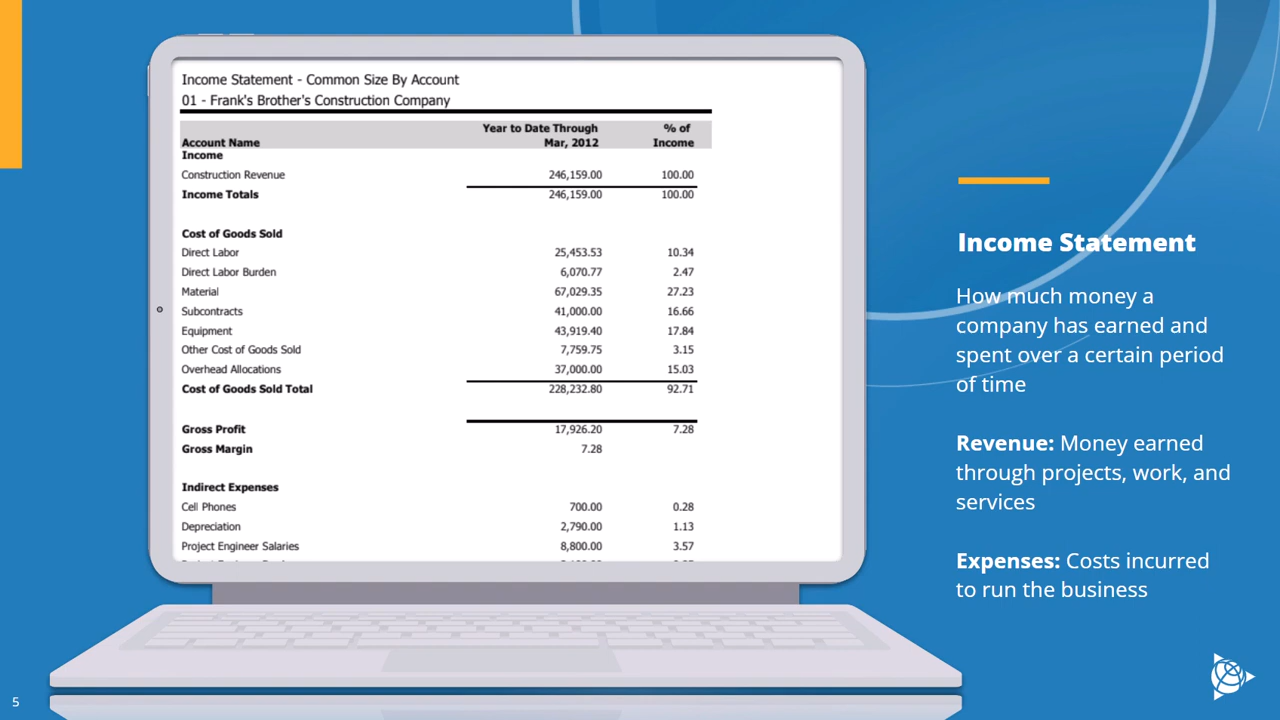 Income Statement - Common Size By Account
01 - Frank's Brother's Construction Company
Year to Date Through % of
Account Name Mar, 2012 Income
Income
Construction Revenue 246,159.00 100.00
Income Totals 246,159.00 100.00
Cost of Goods Sold
Direct Labor 25,453.53 10.34
Direct Labor Burden 6,070.77 2.47
Material 67,029.35 27.23
Subcontracts 41,000.00 16.66
Equipment 43,919.40 17.84
Other Cost of Goods Sold 7,759.75 3.15
Overhead Allocations 37,000.00 15.03
Cost of Goods Sold Total 228,232.80 92.71
Gross Profit 17,926.20 7.28
Gross Margin 7.28
Indirect Expenses
Cell Phones 700.00 0.28
Depreciation 2,790.00 1.13
Project Engineer Salaries 8,800.00 3.57
Income Statement
How much money a
company has earned and
spent over a certain period
of time
Revenue: Money earned
through projects, work, and
services
Expenses: Costs incurred
to run the business
5